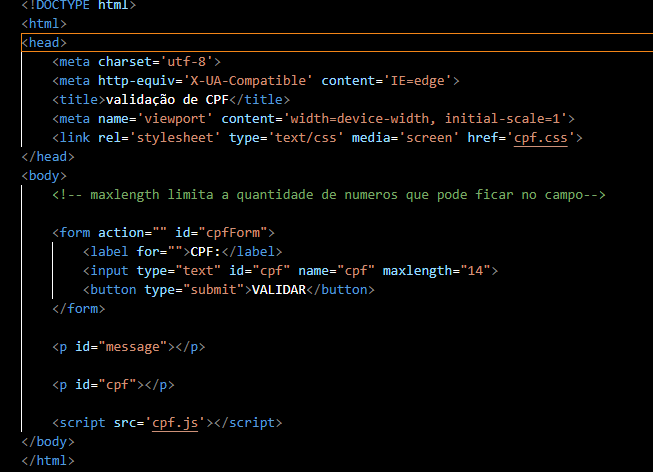 <!DOCTYPE html>
<html>
<head>
    <meta charset='utf-8'>
    <meta http-equiv='X-UA-Compatible' content='IE=edge'>
    <title>validação de CPF</title>
    <meta name='viewport' content='width=device-width, initial-scale=1'>
    <link rel='stylesheet' type='text/css' media='screen' href='cpf.css'>
</head>
<body>
    <!-- maxlength limita a quantidade de numeros que pode ficar no campo-->
    <form action="" id="cpfForm">
        <label for="">CPF:</label>
        <input type="text" id="cpf" name="cpf" maxlength="14">
        <button type="submit">VALIDAR</button>
    </form>
    <p id="message"></p>
    <p id="cpf"></p>
    <script src='cpf.js'></script>
</body>
</html>